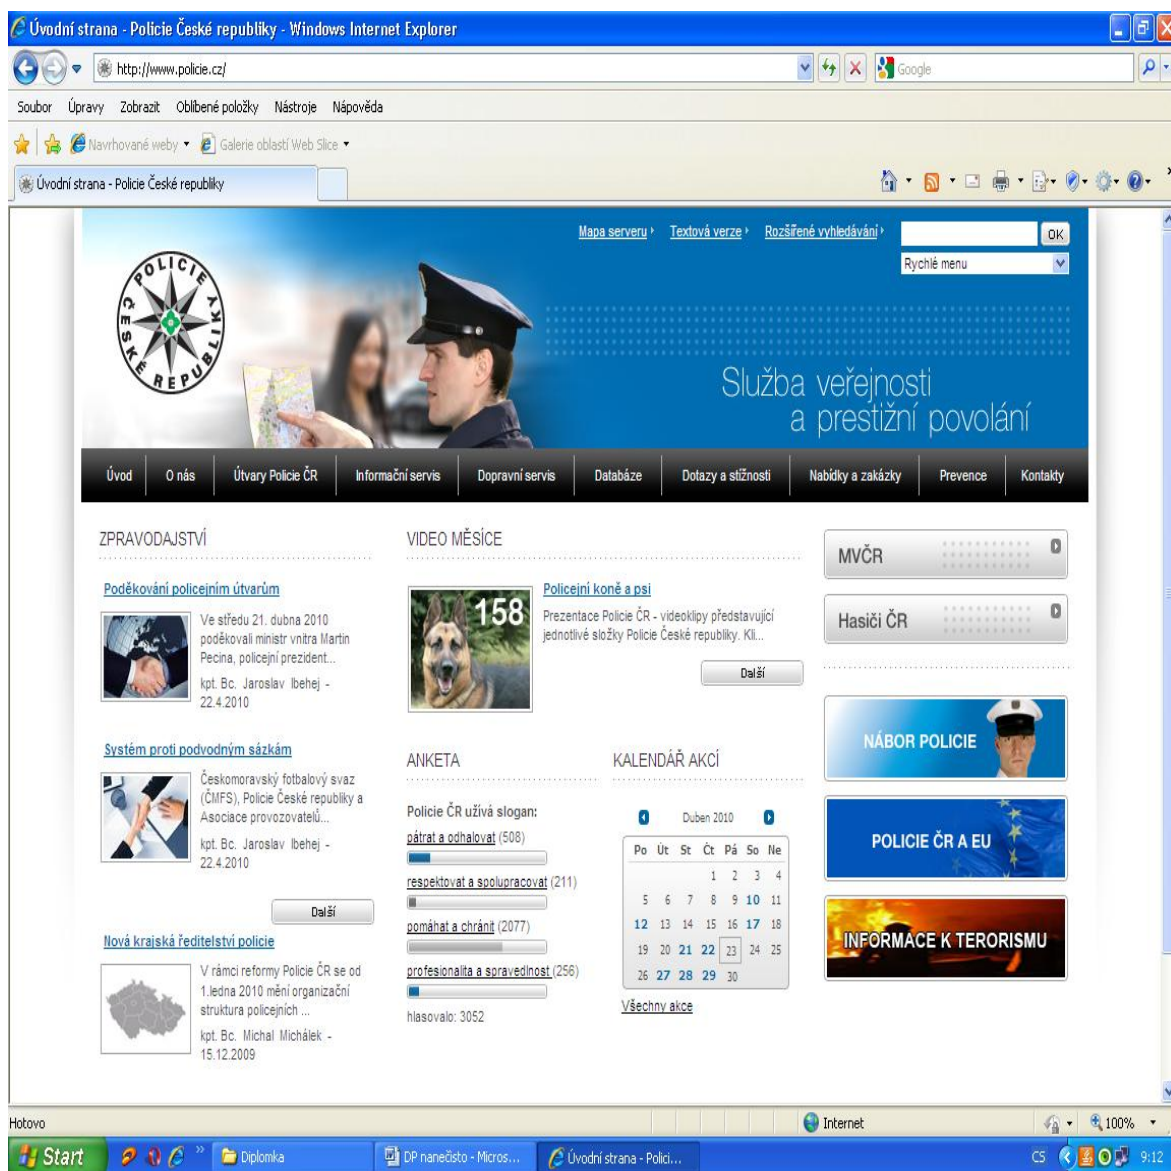 Úvodní strana - Policie České republiky - Windows Internet Explorer
http://www.policie.cz/
Google
Soubor Úpravy Zobrazit Oblíbené položky Nástroje Nápověda
Navrhované weby Galerie oblastí Web Slice
Úvodní strana - Policie České republiky
Mapa serveru Textová verze Rozšířené vyhledávání
OK
Rychlé menu
POLICIE ČESKÉ REPUBLIKY
Služba veřejnosti
a prestižní povolání
Úvod O nás Útvary Policie ČR Informační servis Dopravní servis Databáze Dotazy a stížnosti Nabídky a zakázky Prevence Kontakty
ZPRAVODAJSTVÍ
Poděkování policejním útvarům
Ve středu 21. dubna 2010
poděkovali ministr vnitra Martin
Pecina, policejní prezident...
kpt. Bc. Jaroslav Ibehej -
22.4.2010
Systém proti podvodným sázkám
Českomoravský fotbalový svaz
(ČMFS), Policie České republiky a
Asociace provozovatelů...
kpt. Bc. Jaroslav Ibehej -
22.4.2010
Další
Nová krajská ředitelství policie
V rámci reformy Policie ČR se od
1.ledna 2010 mění organizační
struktura policejních ...
kpt. Bc. Michal Michálek -
15.12.2009
VIDEO MĚSÍCE
158
Policejní koně a psi
Prezentace Policie ČR - videoklipy představující
jednotlivé složky Policie České republiky. Kli...
Další
ANKETA
Policie ČR užívá slogan:
pátrat a odhalovat (508)
respektovat a spolupracovat (211)
pomáhat a chránit (2077)
profesionalita a spravedlnost (256)
hlasovalo: 3052
KALENDÁŘ AKCÍ
Duben 2010
Po Út St Čt Pá So Ne
1 2 3 4
5 6 7 8 9 10 11
12 13 14 15 16 17 18
19 20 21 22 23 24 25
26 27 28 29 30
Všechny akce
MVČR
Hasiči ČR
NÁBOR POLICIE
POLICIE ČR A EU
INFORMACE K TERORISMU
Hotovo
Internet
100%
Start
Diplomka
DP nanečisto - Micros...
Úvodní strana - Polici...
CS
9:12